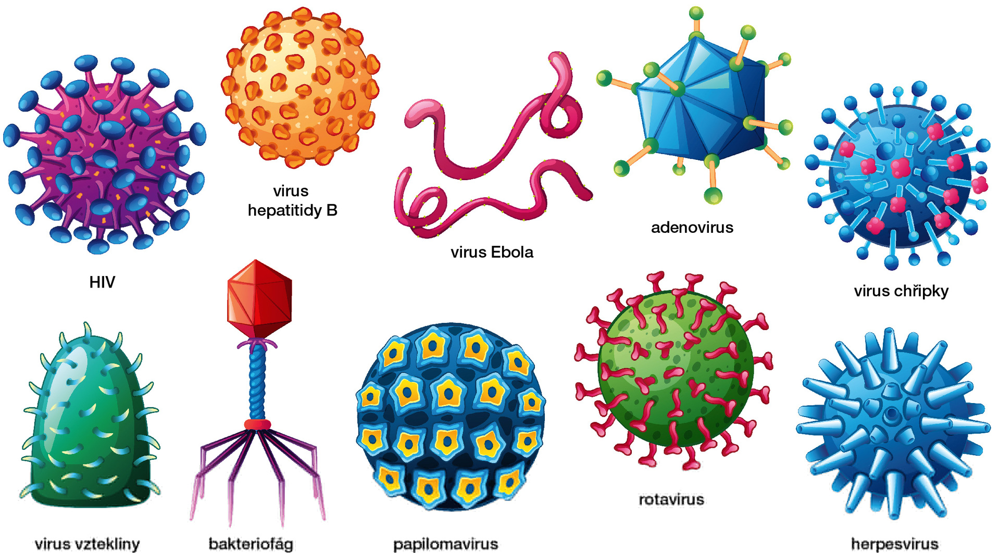 virus
hepatitidy B
adenovirus
virus Ebola
HIV
virus chřipky
rotavirus
virus vztekliny
bakteriofág
papilomavirus
herpesvirus